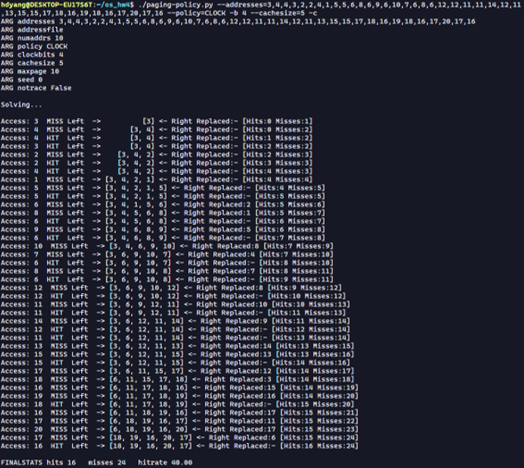 hdyang@DESKTOP-EU17S6T:~/os_hw4$ ./paging-policy.py --addresses=3,4,4,3,2,2,4,1,5,5,6,8,6,9,6,10,7,6,8,6,12,12,11,11,14,12,11
,13,15,15,17,18,16,19,18,16,17,20,17,16 --policy=CLOCK -b 4 --cachesize=5 -c
ARG addresses 3,4,4,3,2,2,4,1,5,5,6,8,6,9,6,10,7,6,8,6,12,12,11,11,14,12,11,13,15,15,17,18,16,19,18,16,17,20,17,16
ARG addressfile
ARG numaddrs 10
ARG policy CLOCK
ARG clockbits 4
ARG cachesize 5
ARG maxpage 10
ARG seed 0
ARG notrace False
Solving...
Access: 3 MISS Left -> [3] <- Right Replaced:- [Hits:0 Misses:1]
Access: 4 MISS Left -> [3, 4] <- Right Replaced:- [Hits:0 Misses:2]
Access: 4 HIT Left -> [3, 4] <- Right Replaced:- [Hits:1 Misses:2]
Access: 3 HIT Left -> [3, 4] <- Right Replaced:- [Hits:2 Misses:2]
Access: 2 MISS Left -> [3, 4, 2] <- Right Replaced:- [Hits:2 Misses:3]
Access: 2 HIT Left -> [3, 4, 2] <- Right Replaced:- [Hits:3 Misses:3]
Access: 4 HIT Left -> [3, 4, 2] <- Right Replaced:- [Hits:4 Misses:3]
Access: 1 MISS Left -> [3, 4, 2, 1] <- Right Replaced:- [Hits:4 Misses:4]
Access: 5 MISS Left -> [3, 4, 2, 1, 5] <- Right Replaced:- [Hits:4 Misses:5]
Access: 5 HIT Left -> [3, 4, 2, 1, 5] <- Right Replaced:- [Hits:5 Misses:5]
Access: 6 MISS Left -> [3, 4, 1, 5, 6] <- Right Replaced:2 [Hits:5 Misses:6]
Access: 8 MISS Left -> [3, 4, 5, 6, 8] <- Right Replaced:1 [Hits:5 Misses:7]
Access: 6 HIT Left -> [3, 4, 5, 6, 8] <- Right Replaced:- [Hits:6 Misses:7]
Access: 9 MISS Left -> [3, 4, 6, 8, 9] <- Right Replaced:5 [Hits:6 Misses:8]
Access: 6 HIT Left -> [3, 4, 6, 8, 9] <- Right Replaced:- [Hits:7 Misses:8]
Access: 10 MISS Left -> [3, 4, 6, 9, 10] <- Right Replaced:8 [Hits:7 Misses:9]
Access: 7 MISS Left -> [3, 6, 9, 10, 7] <- Right Replaced:4 [Hits:7 Misses:10]
Access: 6 HIT Left -> [3, 6, 9, 10, 7] <- Right Replaced:- [Hits:8 Misses:10]
Access: 8 MISS Left -> [3, 6, 9, 10, 8] <- Right Replaced:7 [Hits:8 Misses:11]
Access: 6 HIT Left -> [3, 6, 9, 10, 8] <- Right Replaced:- [Hits:9 Misses:11]
Access: 12 MISS Left -> [3, 6, 9, 10, 12] <- Right Replaced:8 [Hits:9 Misses:12]
Access: 12 HIT Left -> [3, 6, 9, 10, 12] <- Right Replaced:- [Hits:10 Misses:12]
Access: 11 MISS Left -> [3, 6, 9, 12, 11] <- Right Replaced:10 [Hits:10 Misses:13]
Access: 11 HIT Left -> [3, 6, 9, 12, 11] <- Right Replaced:- [Hits:11 Misses:13]
Access: 14 MISS Left -> [3, 6, 12, 11, 14] <- Right Replaced:9 [Hits:11 Misses:14]
Access: 12 HIT Left -> [3, 6, 12, 11, 14] <- Right Replaced:- [Hits:12 Misses:14]
Access: 11 HIT Left -> [3, 6, 12, 11, 14] <- Right Replaced:- [Hits:13 Misses:14]
Access: 13 MISS Left -> [3, 6, 12, 11, 13] <- Right Replaced:14 [Hits:13 Misses:15]
Access: 15 MISS Left -> [3, 6, 12, 11, 15] <- Right Replaced:13 [Hits:13 Misses:16]
Access: 15 HIT Left -> [3, 6, 12, 11, 15] <- Right Replaced:- [Hits:14 Misses:16]
Access: 17 MISS Left -> [3, 6, 11, 15, 17] <- Right Replaced:12 [Hits:14 Misses:17]
Access: 18 MISS Left -> [6, 11, 15, 17, 18] <- Right Replaced:3 [Hits:14 Misses:18]
Access: 16 MISS Left -> [6, 11, 17, 18, 16] <- Right Replaced:15 [Hits:14 Misses:19]
Access: 19 MISS Left -> [6, 11, 17, 18, 19] <- Right Replaced:16 [Hits:14 Misses:20]
Access: 18 HIT Left -> [6, 11, 17, 18, 19] <- Right Replaced:- [Hits:15 Misses:20]
Access: 16 MISS Left -> [6, 11, 18, 19, 16] <- Right Replaced:17 [Hits:15 Misses:21]
Access: 17 MISS Left -> [6, 18, 19, 16, 17] <- Right Replaced:11 [Hits:15 Misses:22]
Access: 20 MISS Left -> [6, 18, 19, 16, 20] <- Right Replaced:17 [Hits:15 Misses:23]
Access: 17 MISS Left -> [18, 19, 16, 20, 17] <- Right Replaced:6 [Hits:15 Misses:24]
Access: 16 HIT Left -> [18, 19, 16, 20, 17] <- Right Replaced:- [Hits:16 Misses:24]
FINALSTATS hits 16 misses 24 hitrate 40.00